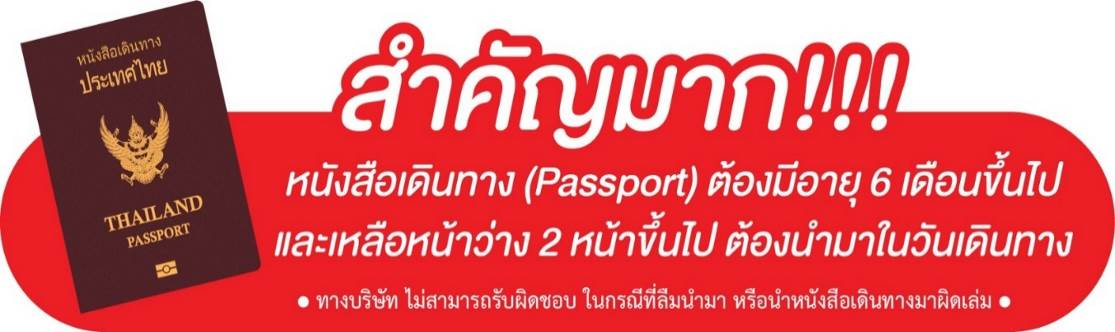 หนังสือเดินทาง
ประเทศไทย
THAILAND
PASSPORT
สำคัญมาก!!!
หนังสือเดินทาง (Passport) ต้องมีอายุ 6 เดือนขึ้นไป
และเหลือหน้าว่าง 2 หน้าขึ้นไป ต้องนำมาในวันเดินทาง
• ทางบริษัท ไม่สามารถรับผิดชอบ ในกรณีที่ลืมนำมา หรือนำหนังสือเดินทางมาผิดเล่ม •